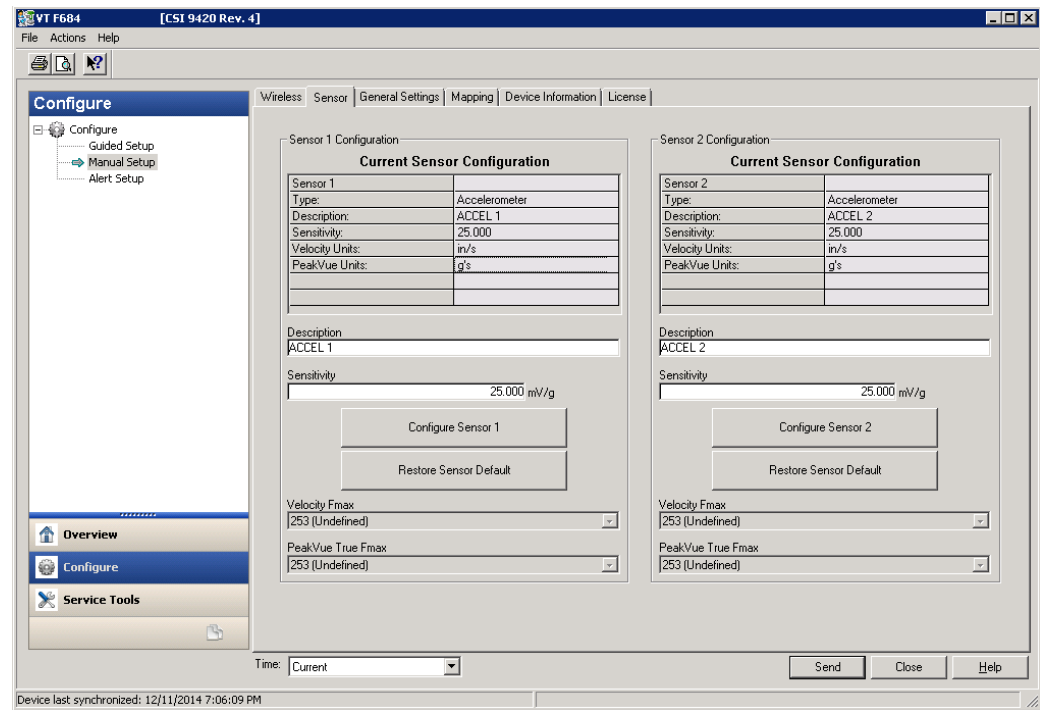 VT F684 [CSI 9420 Rev. 4]
File Actions Help
Configure
Configure
Guided Setup
Manual Setup
Alert Setup
Overview
Configure
Service Tools
Wireless Sensor General Settings Mapping Device Information License
Sensor 1 Configuration
Current Sensor Configuration
Sensor 1
Type: Accelerometer
Description: ACCEL 1
Sensitivity: 25.000
Velocity Units: in/s
PeakVue Units: g's
Description
ACCEL 1
Sensitivity
25.000 mV/g
Configure Sensor 1
Restore Sensor Default
Velocity Fmax
253 (Undefined)
PeakVue True Fmax
253 (Undefined)
Sensor 2 Configuration
Current Sensor Configuration
Sensor 2
Type: Accelerometer
Description: ACCEL 2
Sensitivity: 25.000
Velocity Units: in/s
PeakVue Units: g's
Description
ACCEL 2
Sensitivity
25.000 mV/g
Configure Sensor 2
Restore Sensor Default
Velocity Fmax
253 (Undefined)
PeakVue True Fmax
253 (Undefined)
Time: Current
Send Close Help
Device last synchronized: 12/11/2014 7:06:09 PM